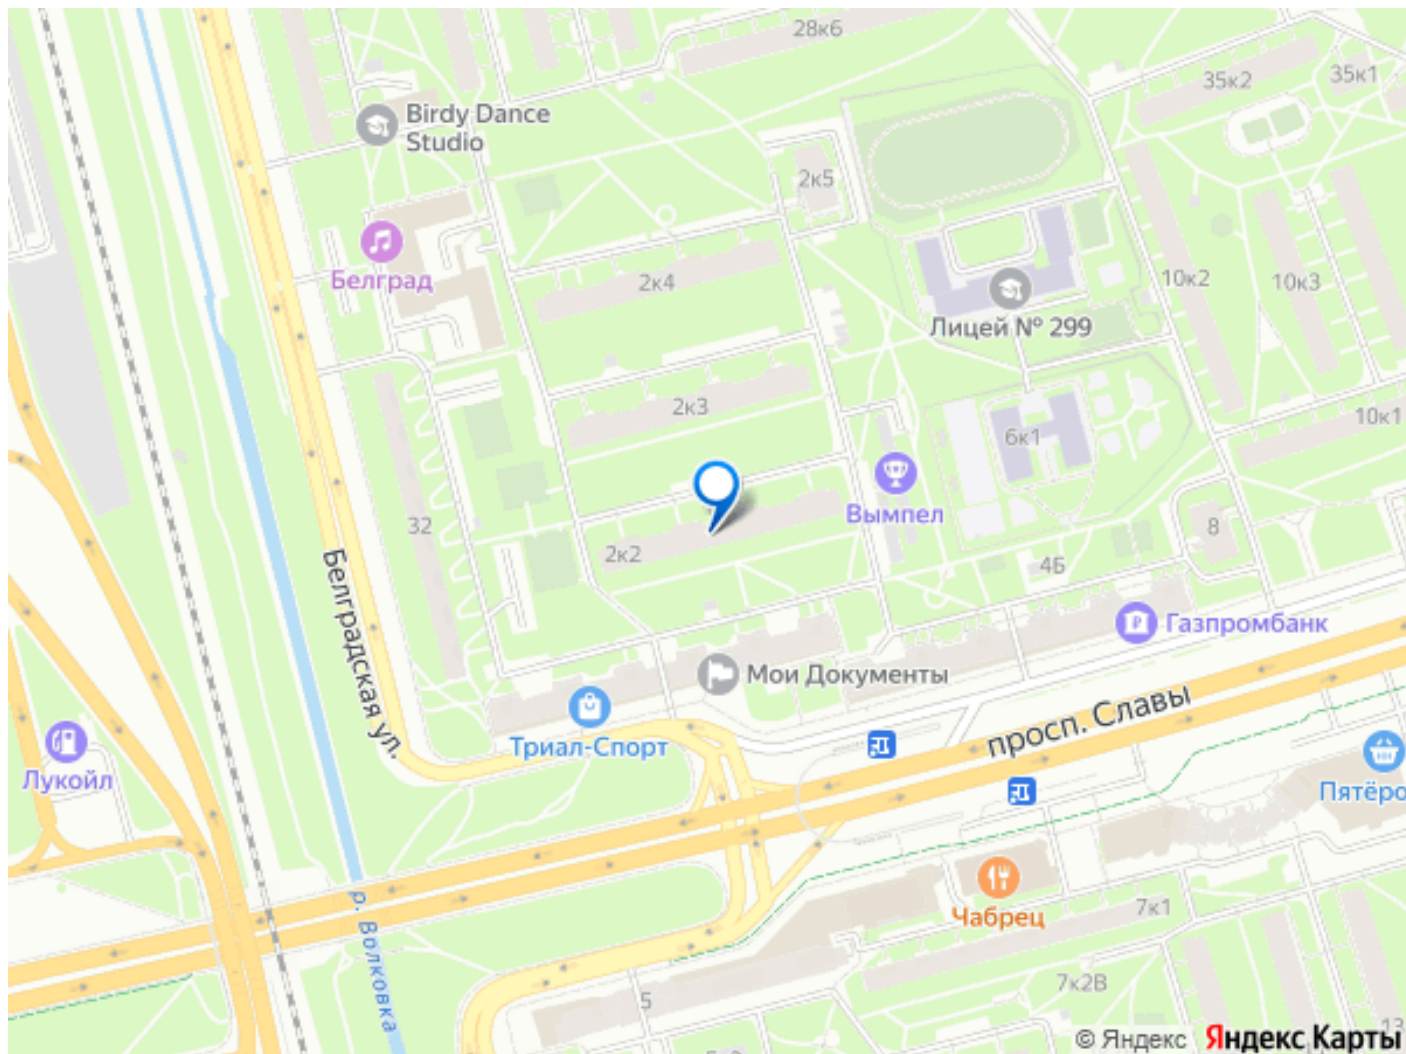 28к6
35к2
35к1
Birdy Dance
Studio
2к5
Белград
2к4
10к2
10к3
Лицей № 299
2к3
10к1
6к1
Вымпел
32
2к2
8
4Б
Белградская ул.
Газпромбанк
Мои Документы
просп. Славы
Триал-Спорт
Лукойл
Пятёро
Чабрец
7к1
р. Волковка
7к2В
5
13
© Яндекс
Яндекс Карты